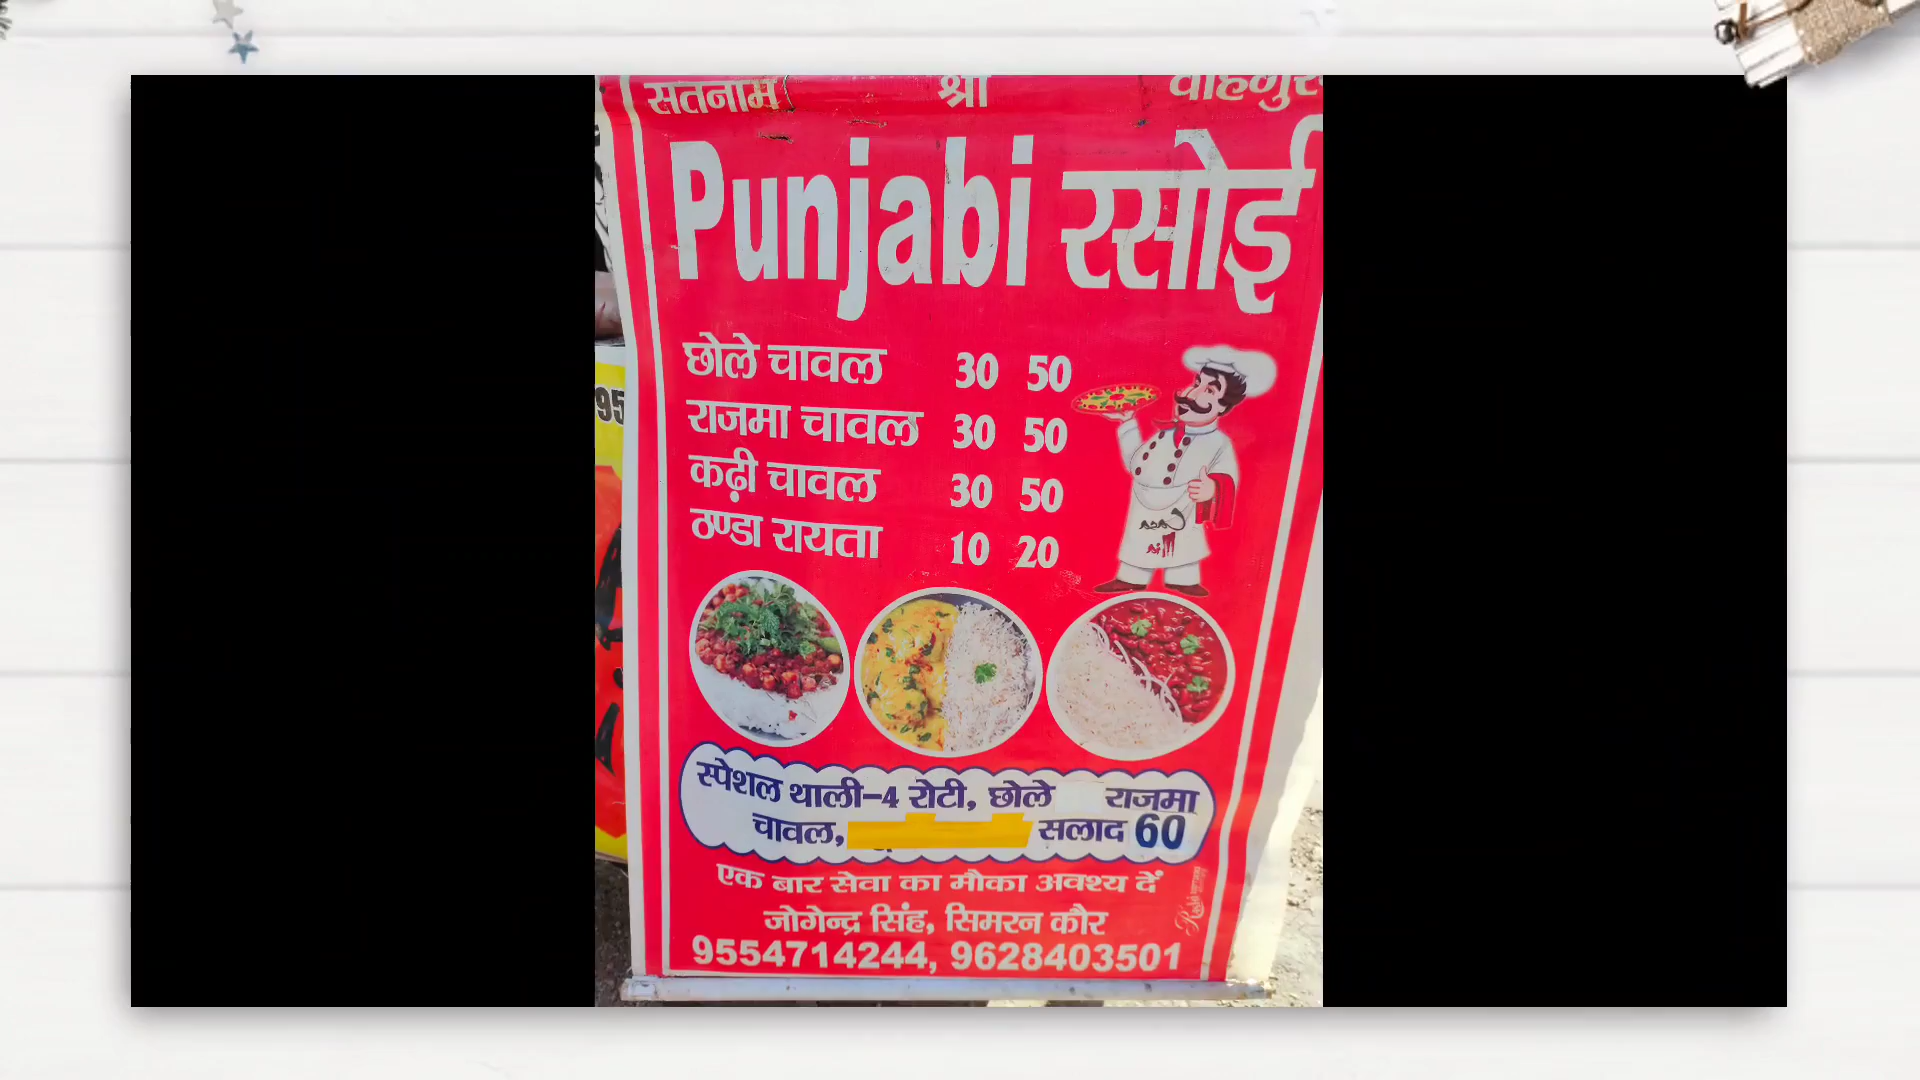 सतनाम श्री वाहेगुरु
Punjabi रसोई
छोले चावल 30 50
राजमा चावल 30 50
कढ़ी चावल 30 50
ठण्डा रायता 10 20
स्पेशल थाली-4 रोटी, छोले राजमा
चावल, सलाद 60
एक बार सेवा का मौका अवश्य दें
जोगेन्द्र सिंह, सिमरन कौर
9554714244, 9628403501
95